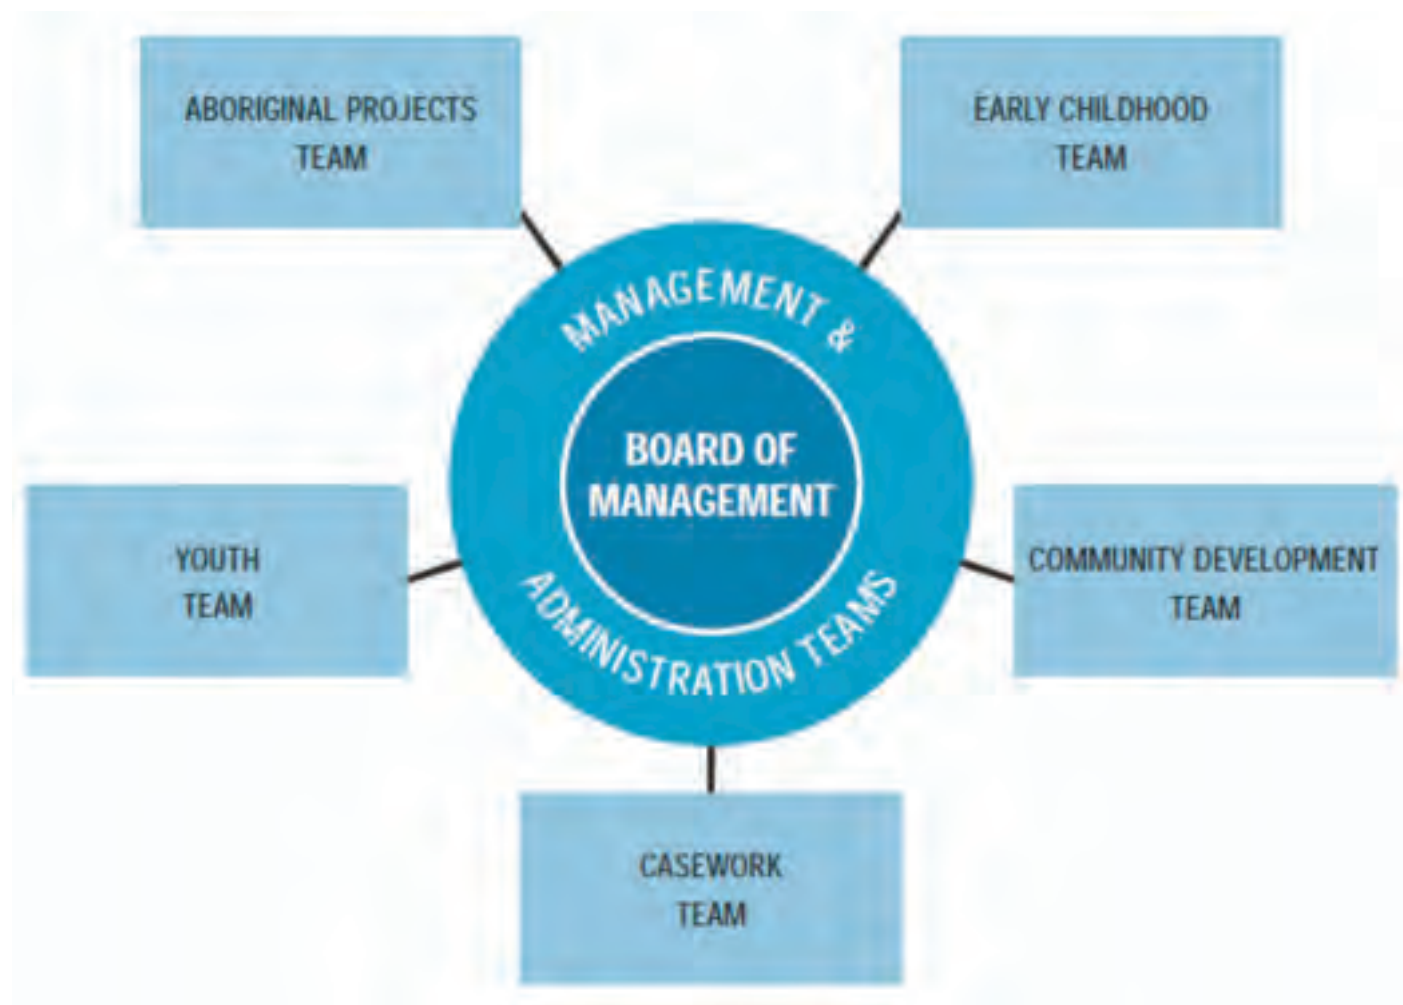 ABORIGINAL PROJECTS
TEAM
EARLY CHILDHOOD
TEAM
MANAGEMENT &
BOARD OF
MANAGEMENT
ADMINISTRATION TEAMS
YOUTH
TEAM
COMMUNITY DEVELOPMENT
TEAM
CASEWORK
TEAM